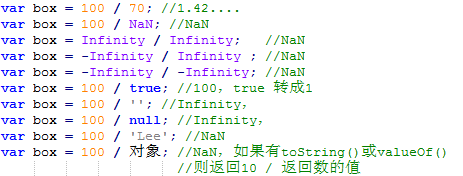 var box = 100 / 70; //1.42....
var box = 100 / NaN; //NaN
var box = Infinity / Infinity; //NaN
var box = -Infinity / Infinity ; //NaN
var box = -Infinity / -Infinity; //NaN
var box = 100 / true; //100，true 转成1
var box = 100 / ''; //Infinity，
var box = 100 / null; //Infinity，
var box = 100 / 'Lee'; //NaN
var box = 100 / 对象; //NaN，如果有toString()或valueOf()
//则返回10 / 返回数的值